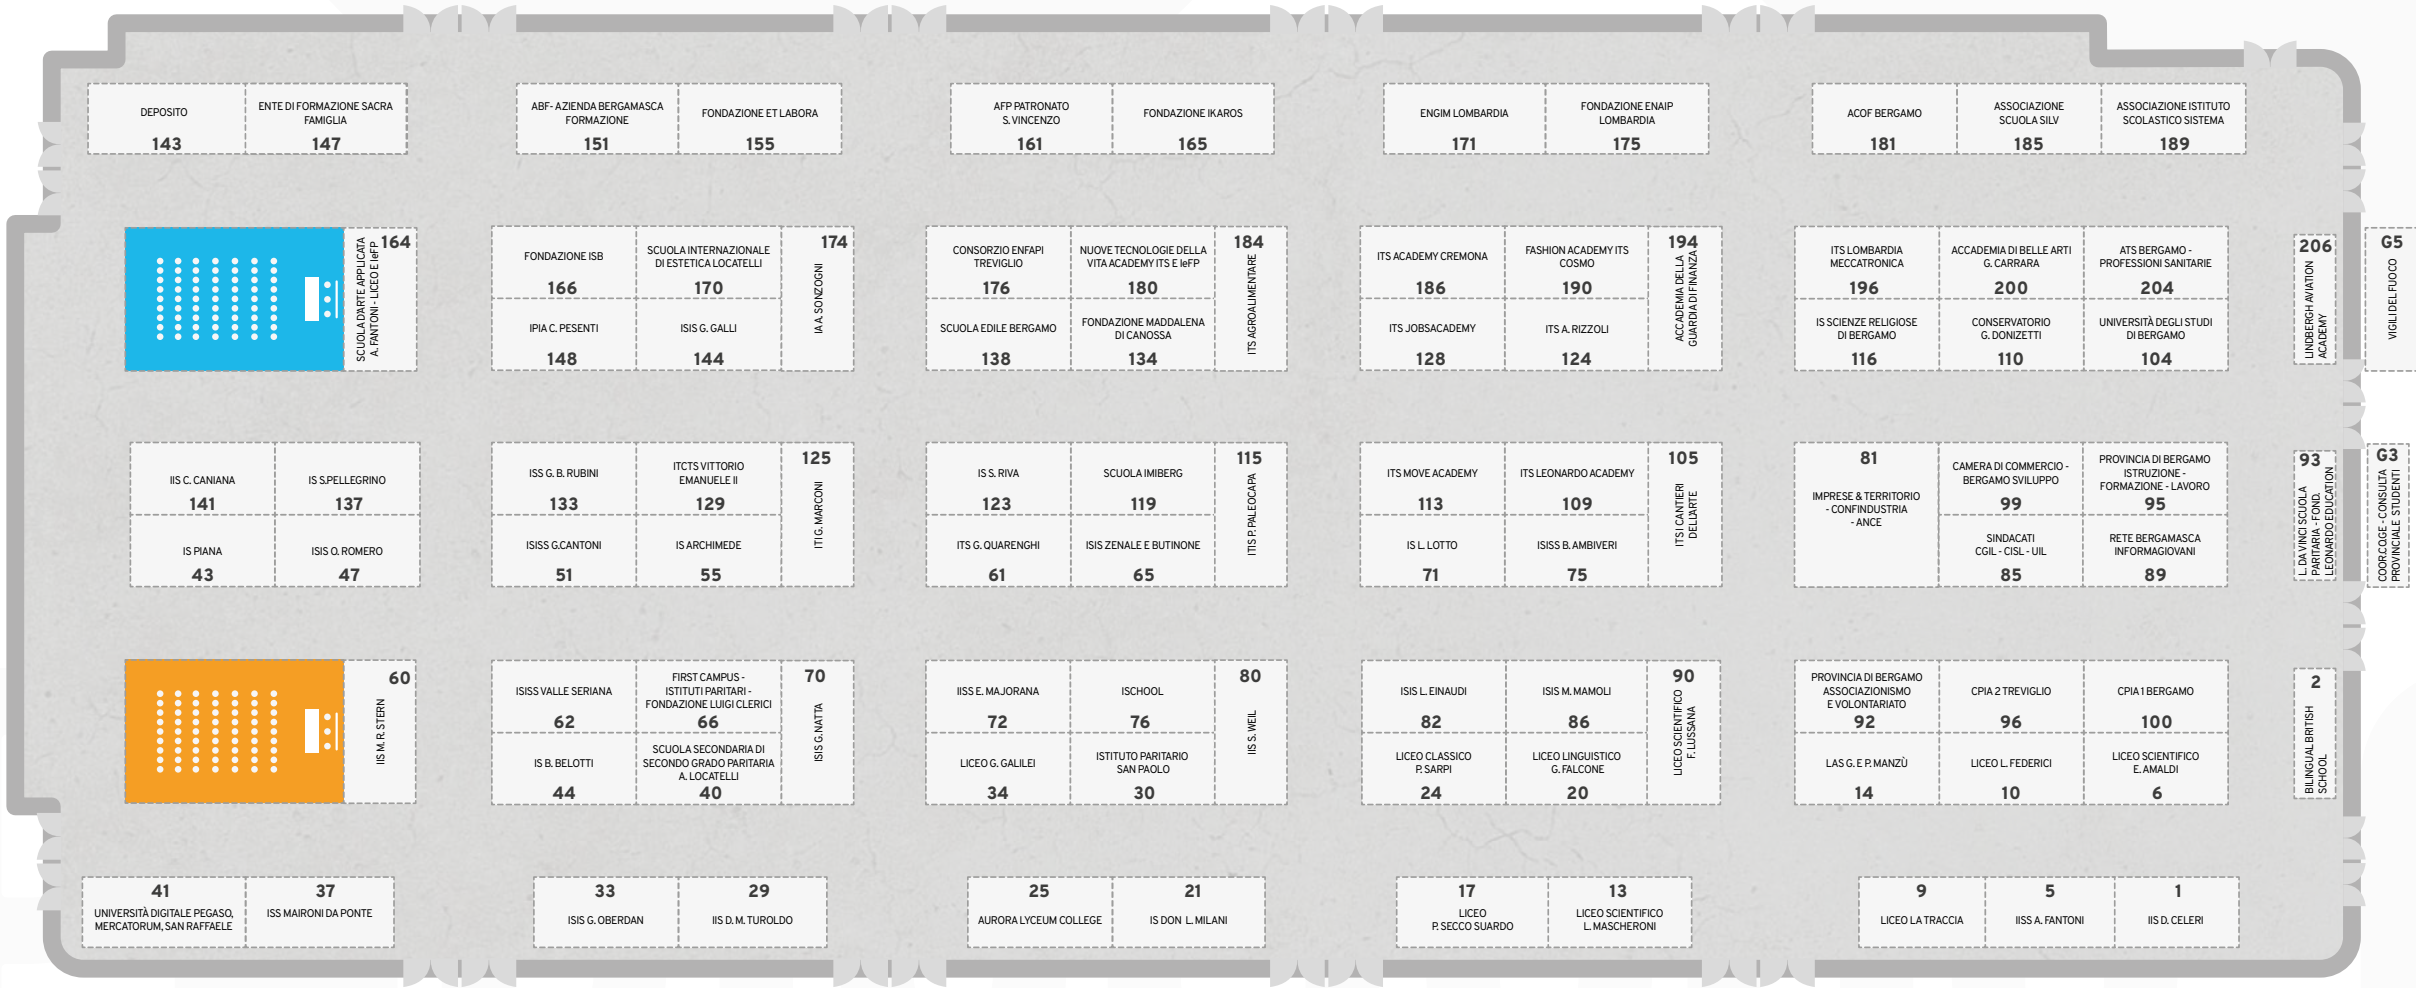 DEPOSITO
143
ENTE DI FORMAZIONE SACRA
FAMIGLIA
147
ABF- AZIENDA BERGAMASCA
FORMAZIONE
151
FONDAZIONE ET LABORA
155
AFP PATRONATO
S. VINCENZO
161
FONDAZIONE IKAROS
165
ENGIM LOMBARDIA
171
FONDAZIONE ENAIP
LOMBARDIA
175
ACOF BERGAMO
181
ASSOCIAZIONE
SCUOLA SILV
185
ASSOCIAZIONE ISTITUTO
SCOLASTICO SISTEMA
189
164
SCUOLA D'ARTE APPLICATA
A. FANTONI - LICEO E IeFP
FONDAZIONE ISB
166
SCUOLA INTERNAZIONALE
DI ESTETICA LOCATELLI
170
174
IA A. SONZOGNI
IPIA C. PESENTI
148
ISIS G. GALLI
144
CONSORZIO ENFAPI
TREVIGLIO
176
NUOVE TECNOLOGIE DELLA
VITA ACADEMY ITS E IeFP
180
184
ITS AGROALIMENTARE
SCUOLA EDILE BERGAMO
138
FONDAZIONE MADDALENA
DI CANOSSA
134
ITS ACADEMY CREMONA
186
FASHION ACADEMY ITS
COSMO
190
194
ACCADEMIA DELLA
GUARDIA DI FINANZA
ITS JOBSACADEMY
128
ITS A. RIZZOLI
124
ITS LOMBARDIA
MECCATRONICA
196
ACCADEMIA DI BELLE ARTI
G. CARRARA
200
ATS BERGAMO -
PROFESSIONI SANITARIE
204
IS SCIENZE RELIGIOSE
DI BERGAMO
116
CONSERVATORIO
G. DONIZETTI
110
UNIVERSITÀ DEGLI STUDI
DI BERGAMO
104
206
LINDBERGH AVIATION
ACADEMY
G5
VIGILI DEL FUOCO
IIS C. CANIANA
141
IS S.PELLEGRINO
137
IS PIANA
43
ISIS O. ROMERO
47
ISS G. B. RUBINI
133
ITCTS VITTORIO
EMANUELE II
129
125
ITI G. MARCONI
ISISS G.CANTONI
51
IS ARCHIMEDE
55
IS S. RIVA
123
SCUOLA IMIBERG
119
115
ITIS P. PALEOCAPA
ITS G. QUARENGHI
61
ISIS ZENALE E BUTINONE
65
ITS MOVE ACADEMY
113
ITS LEONARDO ACADEMY
109
105
ITS I CANTIERI
DELL'ARTE
IS L. LOTTO
71
ISISS B. AMBIVERI
75
81
IMPRESE & TERRITORIO
- CONFINDUSTRIA
- ANCE
CAMERA DI COMMERCIO -
BERGAMO SVILUPPO
99
PROVINCIA DI BERGAMO
ISTRUZIONE -
FORMAZIONE - LAVORO
95
SINDACATI
CGIL - CISL - UIL
85
RETE BERGAMASCA
INFORMAGIOVANI
89
93
L. DA VINCI SCUOLA
PARITARIA - FOND.
LEONARDO EDUCATION
G3
COOR.CO.GE - CONSULTA
PROVINCIALE STUDENTI
60
IIS M. R. STERN
ISISS VALLE SERIANA
62
FIRST CAMPUS -
ISTITUTI PARITARI -
FONDAZIONE LUIGI CLERICI
66
70
ISIS G.NATTA
IS B. BELOTTI
44
SCUOLA SECONDARIA DI
SECONDO GRADO PARITARIA
A. LOCATELLI
40
IISS E. MAJORANA
72
ISCHOOL
76
80
IIS S. WEIL
LICEO G. GALILEI
34
ISTITUTO PARITARIO
SAN PAOLO
30
ISIS L. EINAUDI
82
ISIS M. MAMOLI
86
90
LICEO SCIENTIFICO
F. LUSSANA
LICEO CLASSICO
P. SARPI
24
LICEO LINGUISTICO
G. FALCONE
20
PROVINCIA DI BERGAMO
ASSOCIAZIONISMO
E VOLONTARIATO
92
CPIA 2 TREVIGLIO
96
CPIA 1 BERGAMO
100
LAS G. E P. MANZÙ
14
LICEO L. FEDERICI
10
LICEO SCIENTIFICO
E. AMALDI
6
2
BILINGUAL BRITISH
SCHOOL
41
UNIVERSITÀ DIGITALE PEGASO,
MERCATORUM, SAN RAFFAELE
37
ISS MAIRONI DA PONTE
33
ISIS G. OBERDAN
29
IIS D. M. TUROLDO
25
AURORA LYCEUM COLLEGE
21
IS DON L. MILANI
17
LICEO
P. SECCO SUARDO
13
LICEO SCIENTIFICO
L. MASCHERONI
9
LICEO LA TRACCIA
5
IISS A. FANTONI
1
IIS D. CELERI